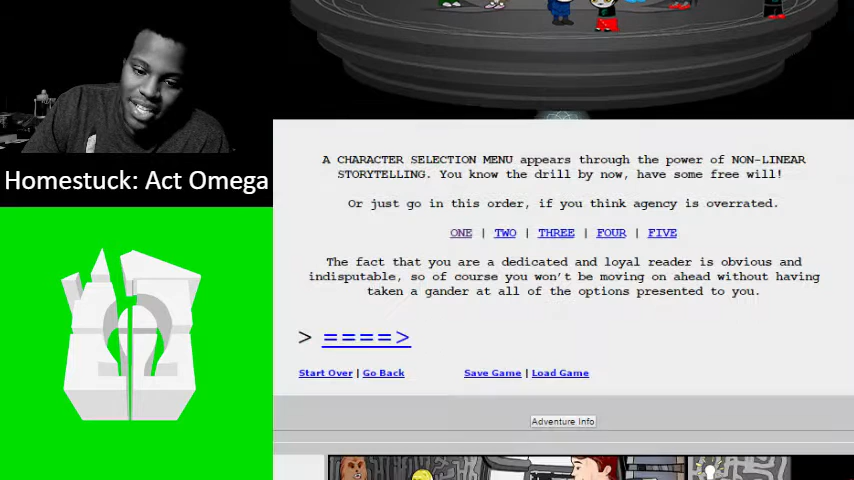 Homestuck: Act Omega
A CHARACTER SELECTION MENU appears through the power of NON-LINEAR
STORYTELLING. You know the drill by now, have some free will!
Or just go in this order, if you think agency is overrated.
ONE | TWO | THREE | FOUR | FIVE
The fact that you are a dedicated and loyal reader is obvious and
indisputable, so of course you won't be moving on ahead without having
taken a gander at all of the options presented to you.
> ====>
Start Over | Go Back Save Game | Load Game
Adventure Info